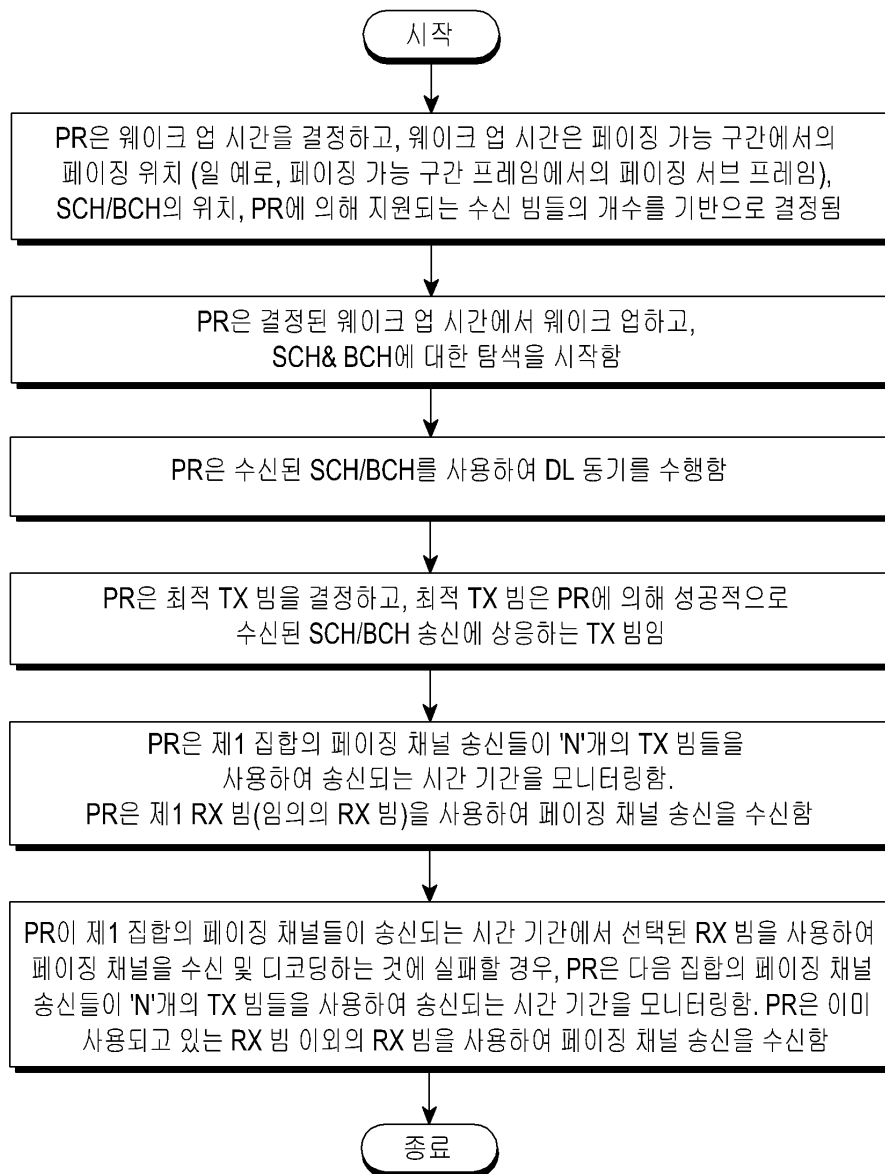 시작
PR은 웨이크 업 시간을 결정하고, 웨이크 업 시간은 페이징 가능 구간에서의
페이징 위치 (일 예로, 페이징 가능 구간 프레임에서의 페이징 서브 프레임),
SCH/BCH의 위치, PR에 의해 지원되는 수신 빔들의 개수를 기반으로 결정됨
PR은 결정된 웨이크 업 시간에서 웨이크 업하고,
SCH& BCH에 대한 탐색을 시작함
PR은 수신된 SCH/BCH를 사용하여 DL 동기를 수행함
PR은 최적 TX 빔을 결정하고, 최적 TX 빔은 PR에 의해 성공적으로
수신된 SCH/BCH 송신에 상응하는 TX 빔임
PR은 제1 집합의 페이징 채널 송신들이 'N'개의 TX 빔들을
사용하여 송신되는 시간 기간을 모니터링함.
PR은 제1 RX 빔(임의의 RX 빔)을 사용하여 페이징 채널 송신을 수신함
PR이 제1 집합의 페이징 채널들이 송신되는 시간 기간에서 선택된 RX 빔을 사용하여
페이징 채널을 수신 및 디코딩하는 것에 실패할 경우, PR은 다음 집합의 페이징 채널
송신들이 'N'개의 TX 빔들을 사용하여 송신되는 시간 기간을 모니터링함. PR은 이미
사용되고 있는 RX 빔 이외의 RX 빔을 사용하여 페이징 채널 송신을 수신함
종료